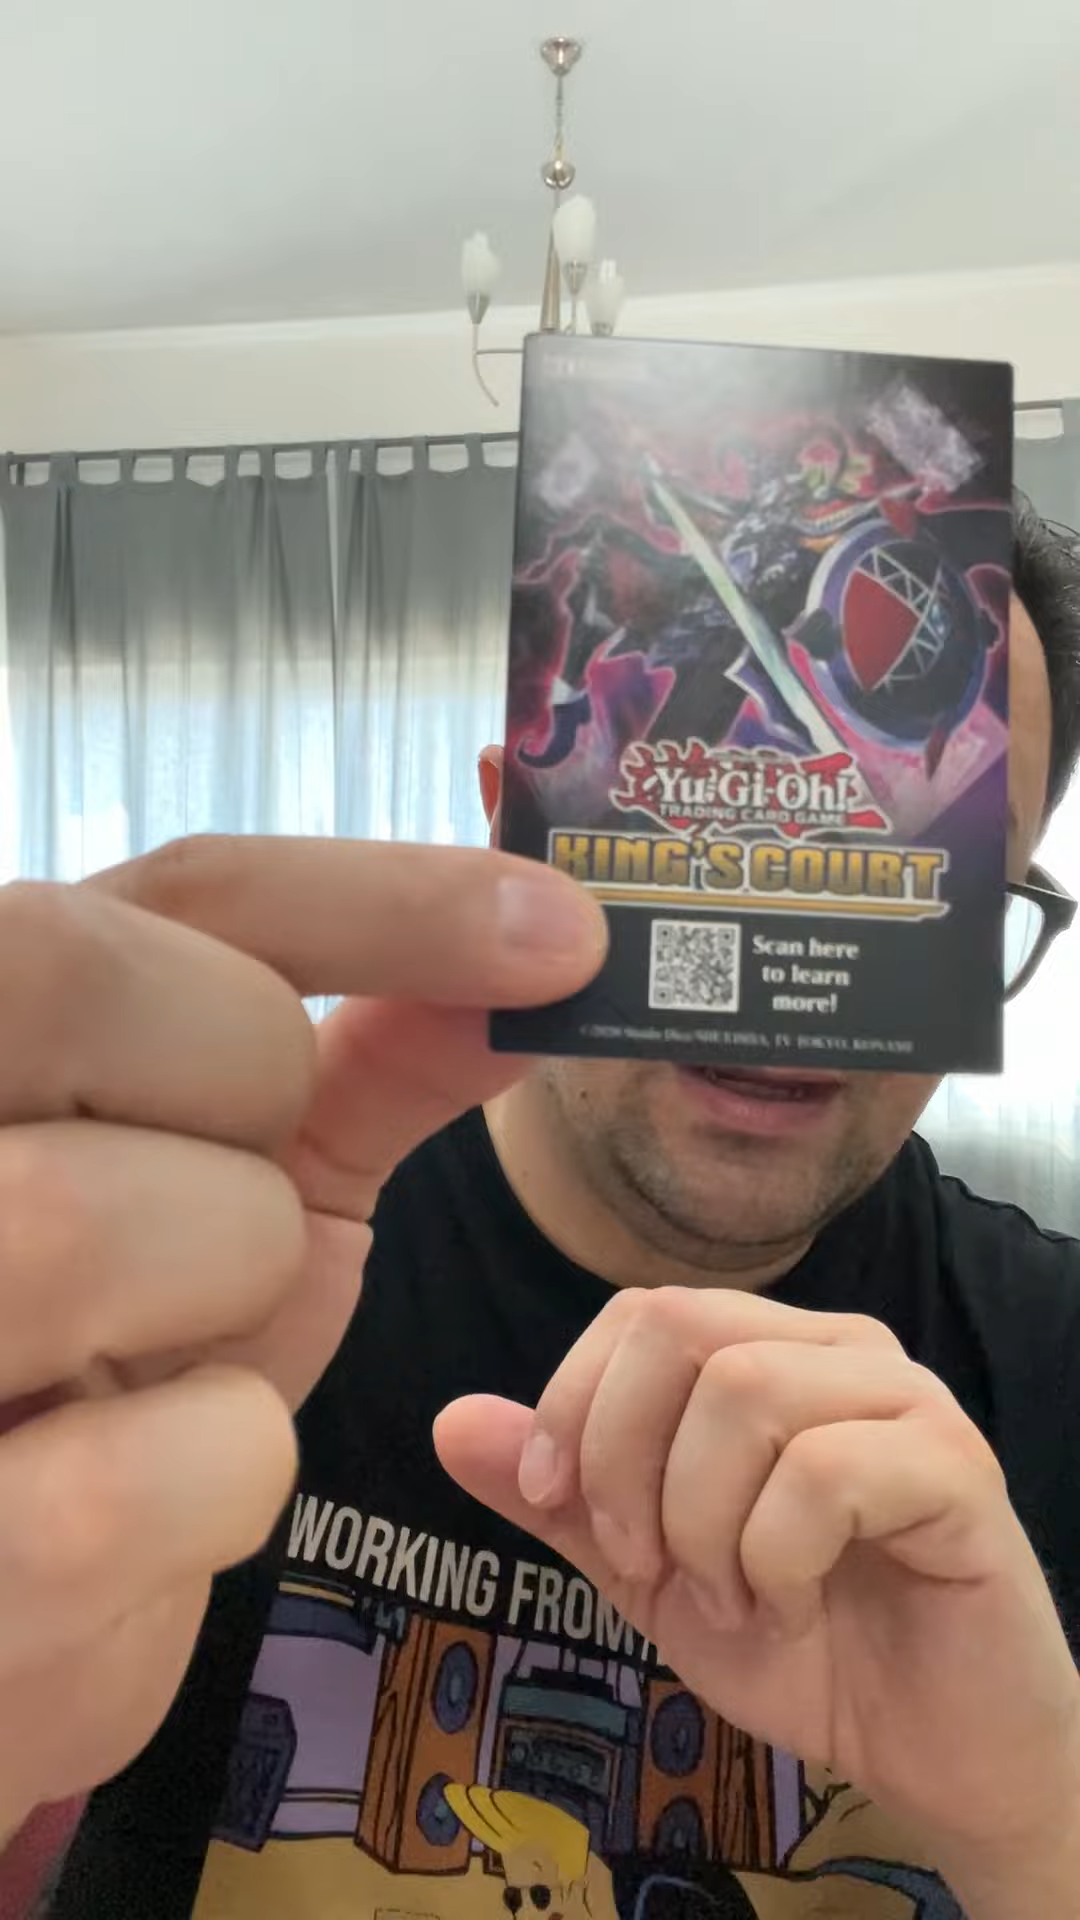 Yu-Gi-Oh!
TRADING CARD GAME
KING'S COURT
Scan here
to learn
more!
WORKING FROM